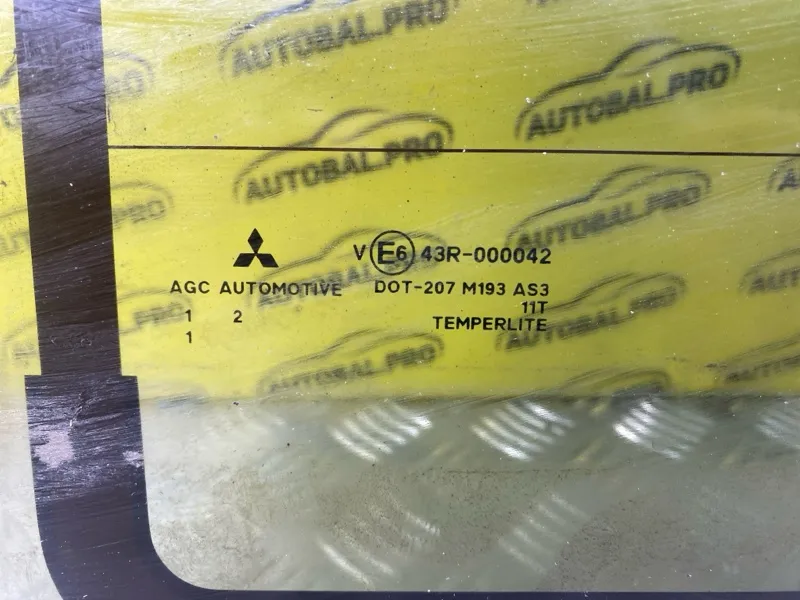 AUTOBAL.PRO
AUTOBAL.PRO
AUTOBAL.PRO
AUTOBAL.PRO
V E6 43R-000042
AGC AUTOMOTIVE DOT-207 M193 AS3
11T
1 2
TEMPERLITE
1
AUTOBAL.PRO
AUTOBAL.PRO